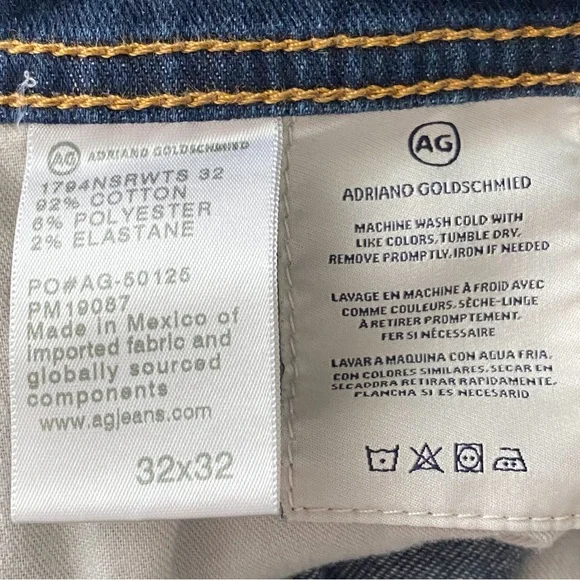 AG ADRIANO GOLDSCHMIED
1794NSRWTS 32
92% COTTON
6% POLYESTER
2% ELASTANE
PO#AG-50125
PM19087
Made in Mexico of
imported fabric and
globally sourced
components
www.agjeans.com
32x32
AG
ADRIANO GOLDSCHMIED
MACHINE WASH COLD WITH
LIKE COLORS, TUMBLE DRY,
REMOVE PROMPTLY, IRON IF NEEDED
LAVAGE EN MACHINE À FROID AVEC
COMME COULEURS. SÈCHE-LINGE
À RETIRER PROMPTEMENT.
FER SI NÉCESSAIRE
LAVAR A MAQUINA CON AGUA FRIA,
CON COLORES SIMILARES, SECAR EN
SECADORA RETIRAR RAPIDAMENTE,
PLANCHA SI ES NECESARIO